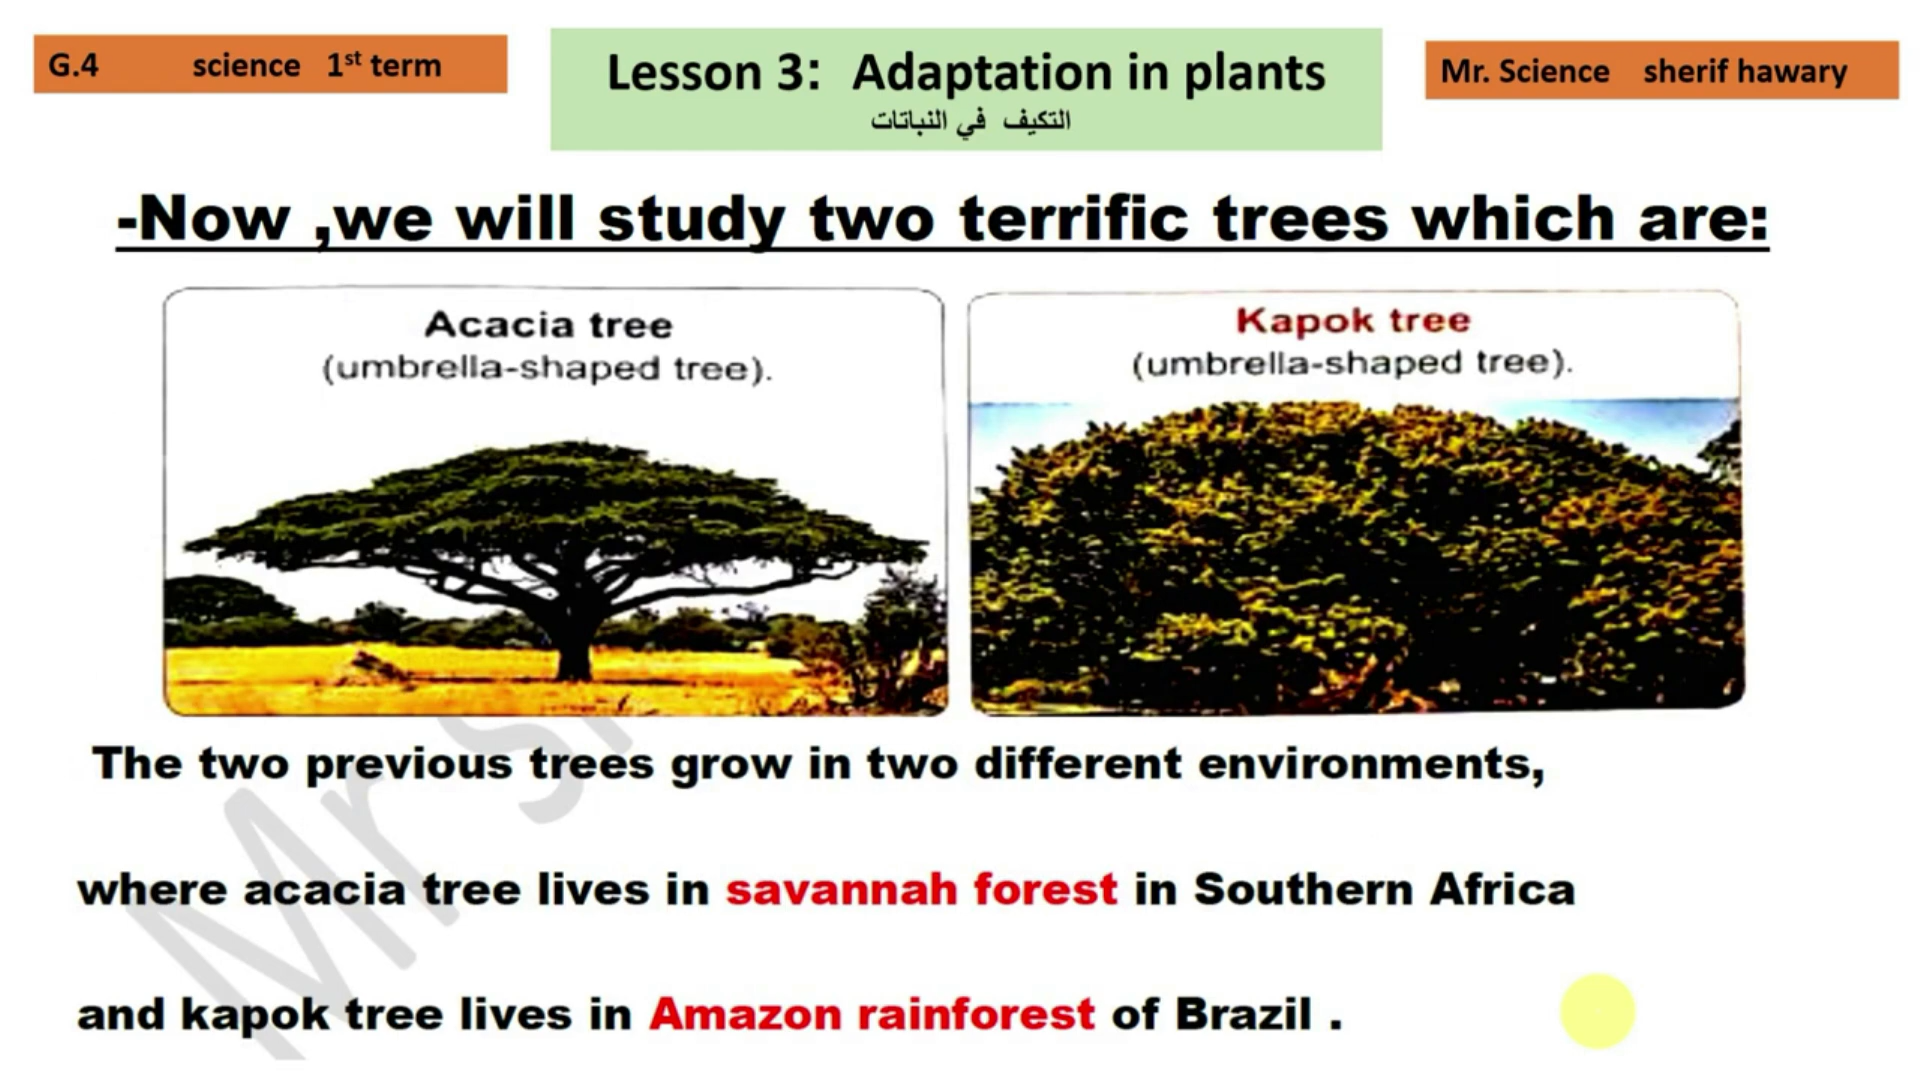 G.4 science 1st term
Lesson 3: Adaptation in plants
التكيف في النباتات
Mr. Science sherif hawary
-Now ,we will study two terrific trees which are:
Acacia tree
(umbrella-shaped tree).
Kapok tree
(umbrella-shaped tree).
The two previous trees grow in two different environments,
where acacia tree lives in savannah forest in Southern Africa
and kapok tree lives in Amazon rainforest of Brazil .